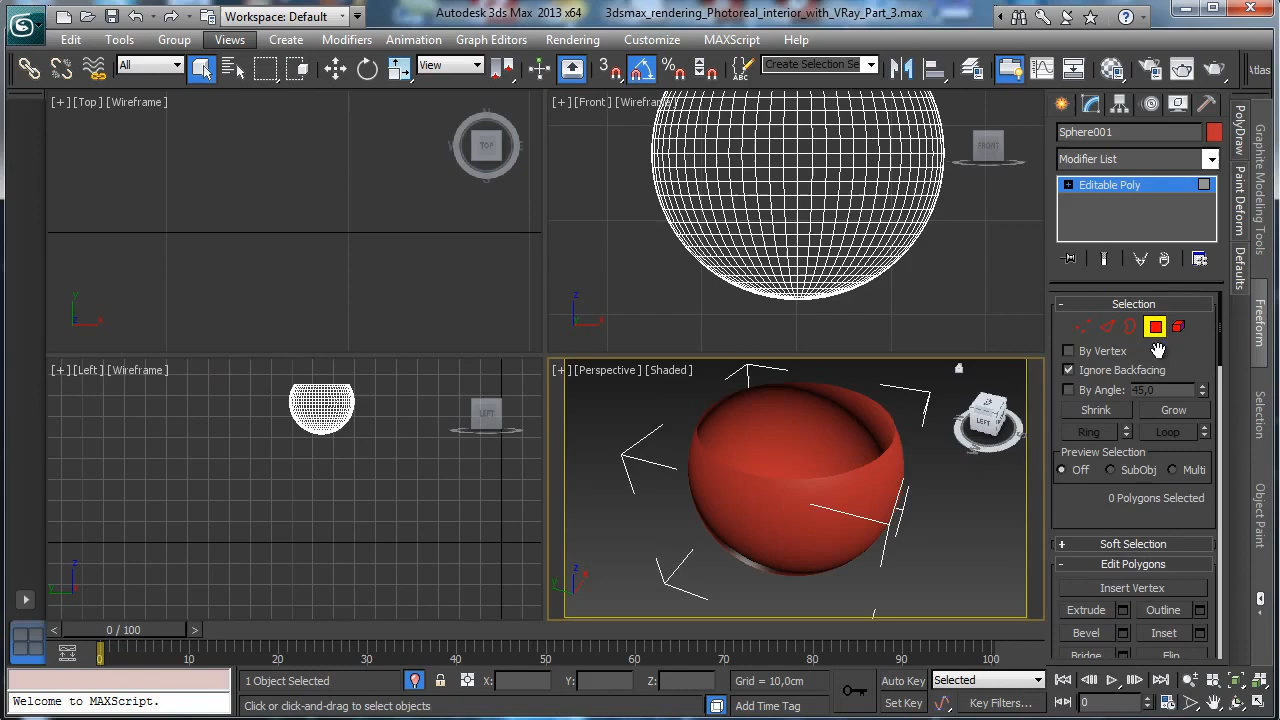 Workspace: Default
Autodesk 3ds Max 2013 x64 3dsmax_rendering_Photoreal_interior_with_VRay_Part_3.max
Edit Tools Group Views Create Modifiers Animation Graph Editors Rendering Customize MAXScript Help
All View 3 Create Selection Se Atlas
[+][Top][Wireframe]
TOP
[+][Front][Wirefram
FRONT
[+][Left][Wireframe]
LEFT
[+][Perspective][Shaded]
LEFT
Sphere001
Modifier List
Editable Poly
Selection
By Vertex
Ignore Backfacing
By Angle: 45,0
Shrink Grow
Ring Loop
Preview Selection
Off SubObj Multi
0 Polygons Selected
Soft Selection
Edit Polygons
Insert Vertex
Extrude Outline
Bevel Inset
Bridge Flip
PolyDraw
Paint Deform
Defaults
Graphite Modeling Tools
Freeform
Selection
Object Paint
0 / 100
0 10 20 30 40 50 60 70 80 90 100
Welcome to MAXScript.
1 Object Selected
X: Y: Z:
Grid = 10,0cm
Auto Key Selected
Click or click-and-drag to select objects
Add Time Tag
Set Key Key Filters...
0